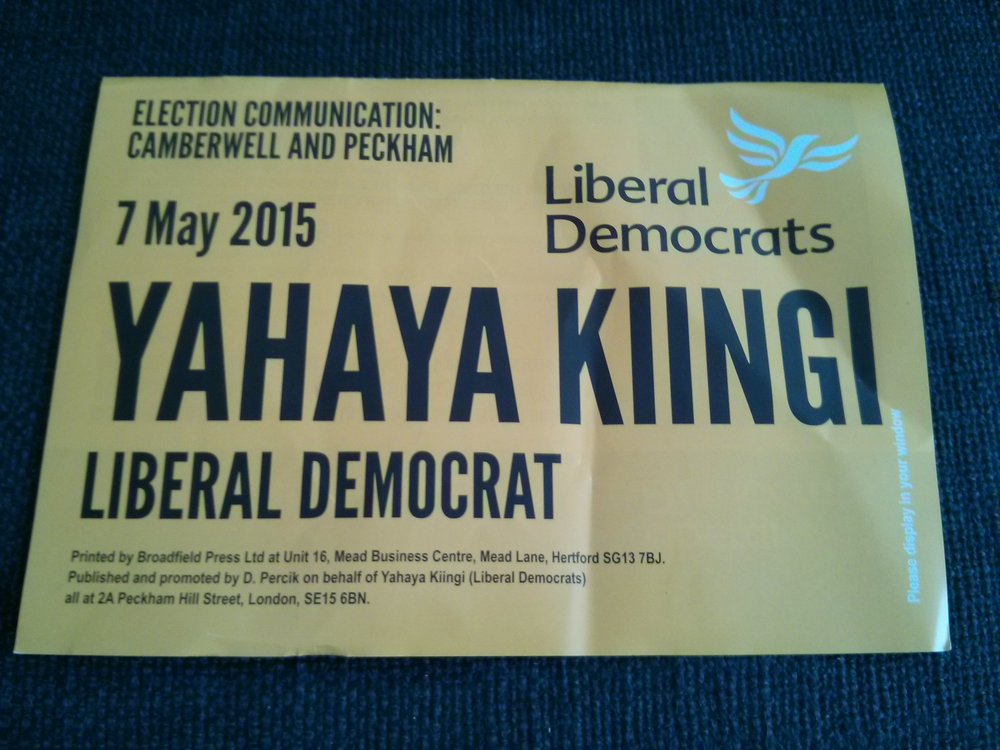 ELECTION COMMUNICATION:
CAMBERWELL AND PECKHAM
7 May 2015
Liberal
Democrats
YAHAYA KIINGI
LIBERAL DEMOCRAT
Printed by Broadfield Press Ltd at Unit 16, Mead Business Centre, Mead Lane, Hertford SG13 7BJ.
Published and promoted by D. Percik on behalf of Yahaya Kiingi (Liberal Democrats)
all at 2A Peckham Hill Street, London, SE15 6BN.
Please display in your window